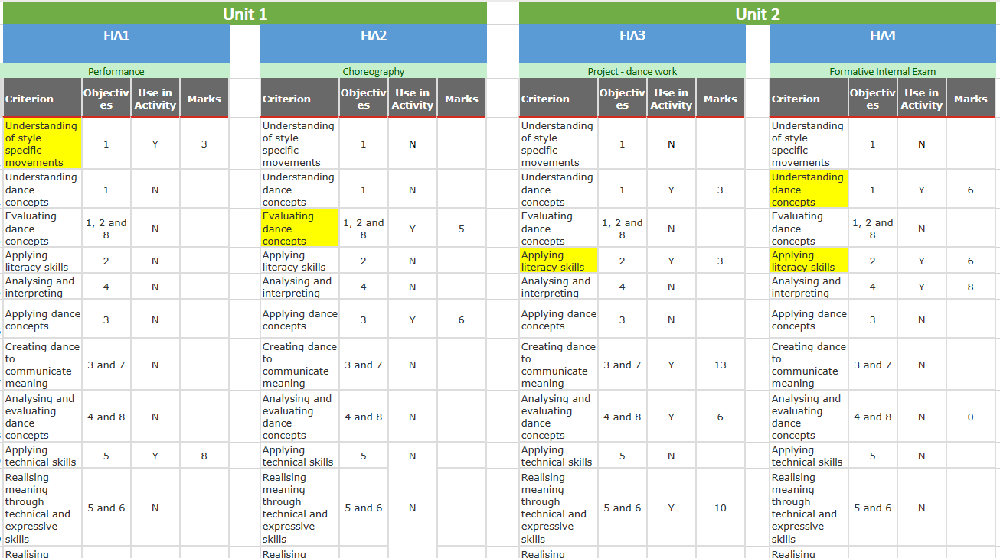 Unit 1 Unit 2
FIA1 FIA2 FIA3 FIA4
Performance Choreography Project - dance work Formative Internal Exam
Criterion Objectives Use in Activity Marks Criterion Objectives Use in Activity Marks Criterion Objectives Use in Activity Marks Criterion Objectives Use in Activity Marks
Understanding of style-specific movements 1 Y 3 Understanding of style-specific movements 1 N - Understanding of style-specific movements 1 N - Understanding of style-specific movements 1 N -
Understanding dance concepts 1 N - Understanding dance concepts 1 N - Understanding dance concepts 1 Y 3 Understanding dance concepts 1 Y 6
Evaluating dance concepts 1, 2 and 8 N - Evaluating dance concepts 1, 2 and 8 Y 5 Evaluating dance concepts 1, 2 and 8 N - Evaluating dance concepts 1, 2 and 8 N -
Applying literacy skills 2 N - Applying literacy skills 2 N - Applying literacy skills 2 Y 3 Applying literacy skills 2 Y 6
Analysing and interpreting 4 N Analysing and interpreting 4 N Analysing and interpreting 4 N Analysing and interpreting 4 Y 8
Applying dance concepts 3 N - Applying dance concepts 3 Y 6 Applying dance concepts 3 N - Applying dance concepts 3 N -
Creating dance to communicate meaning 3 and 7 N - Creating dance to communicate meaning 3 and 7 N - Creating dance to communicate meaning 3 and 7 Y 13 Creating dance to communicate meaning 3 and 7 N -
Analysing and evaluating dance concepts 4 and 8 N - Analysing and evaluating dance concepts 4 and 8 N - Analysing and evaluating dance concepts 4 and 8 Y 6 Analysing and evaluating dance concepts 4 and 8 N 0
Applying technical skills 5 Y 8 Applying technical skills 5 N - Applying technical skills 5 N - Applying technical skills 5 N -
Realising meaning through technical and expressive skills 5 and 6 N - Realising meaning through technical and expressive skills 5 and 6 N - Realising meaning through technical and expressive skills 5 and 6 Y 10 Realising meaning through technical and expressive skills 5 and 6 N -
Realising Realising Realising Realising